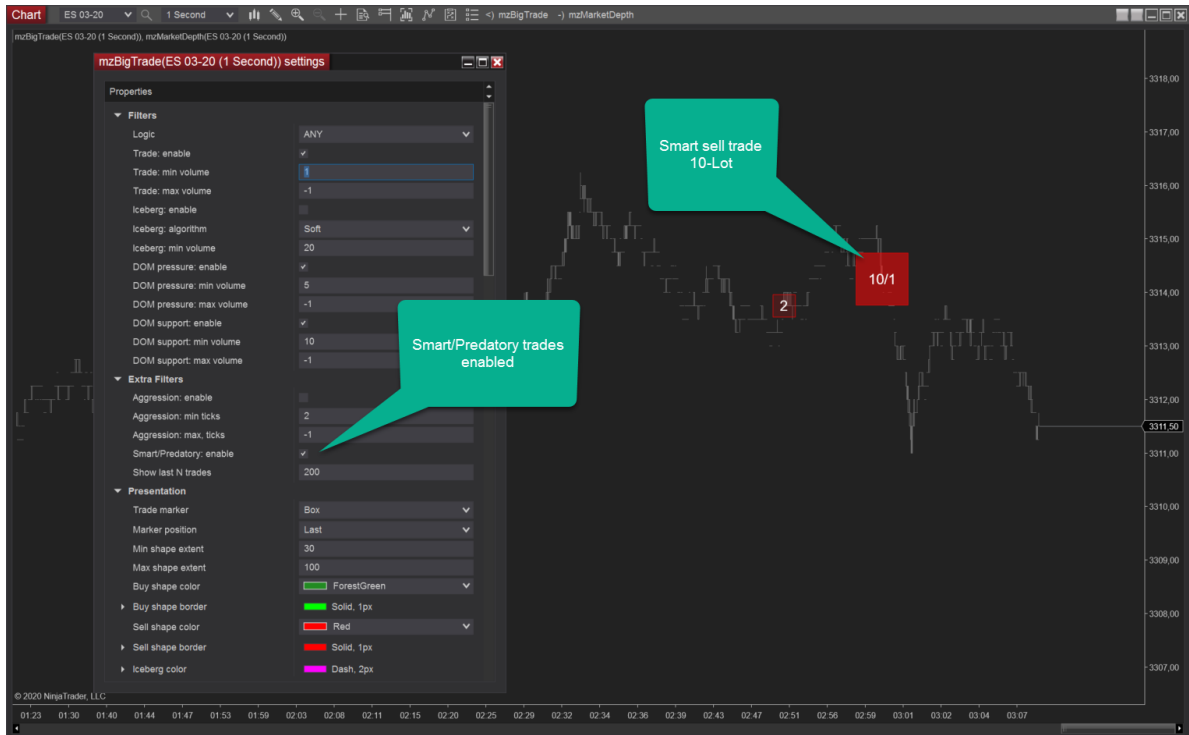 Chart ES 03-20 1 Second <) mzBigTrade -) mzMarketDepth
mzBigTrade(ES 03-20 (1 Second)), mzMarketDepth(ES 03-20 (1 Second))
mzBigTrade(ES 03-20 (1 Second)) settings
Properties
Filters
Logic ANY
Trade: enable
Trade: min volume 1
Trade: max volume -1
Iceberg: enable
Iceberg: algorithm Soft
Iceberg: min volume 20
DOM pressure: enable
DOM pressure: min volume 5
DOM pressure: max volume -1
DOM support: enable
DOM support: min volume 10
DOM support: max volume -1
Extra Filters
Aggression: enable
Aggression: min ticks 2
Aggression: max, ticks -1
Smart/Predatory: enable
Show last N trades 200
Presentation
Trade marker Box
Marker position Last
Min shape extent 30
Max shape extent 100
Buy shape color ForestGreen
Buy shape border Solid, 1px
Sell shape color Red
Sell shape border Solid, 1px
Iceberg color Dash, 2px
Smart sell trade
10-Lot
Smart/Predatory trades
enabled
2
10/1
3318,00
3317,00
3316,00
3315,00
3314,00
3313,00
3312,00
3311,50
3311,00
3310,00
3309,00
3308,00
3307,00
© 2020 NinjaTrader, LLC
01:23 01:30 01:40 01:44 01:47 01:53 01:59 02:03 02:08 02:11 02:15 02:20 02:25 02:29 02:32 02:34 02:36 02:39 02:43 02:47 02:51 02:56 02:59 03:01 03:02 03:04 03:07